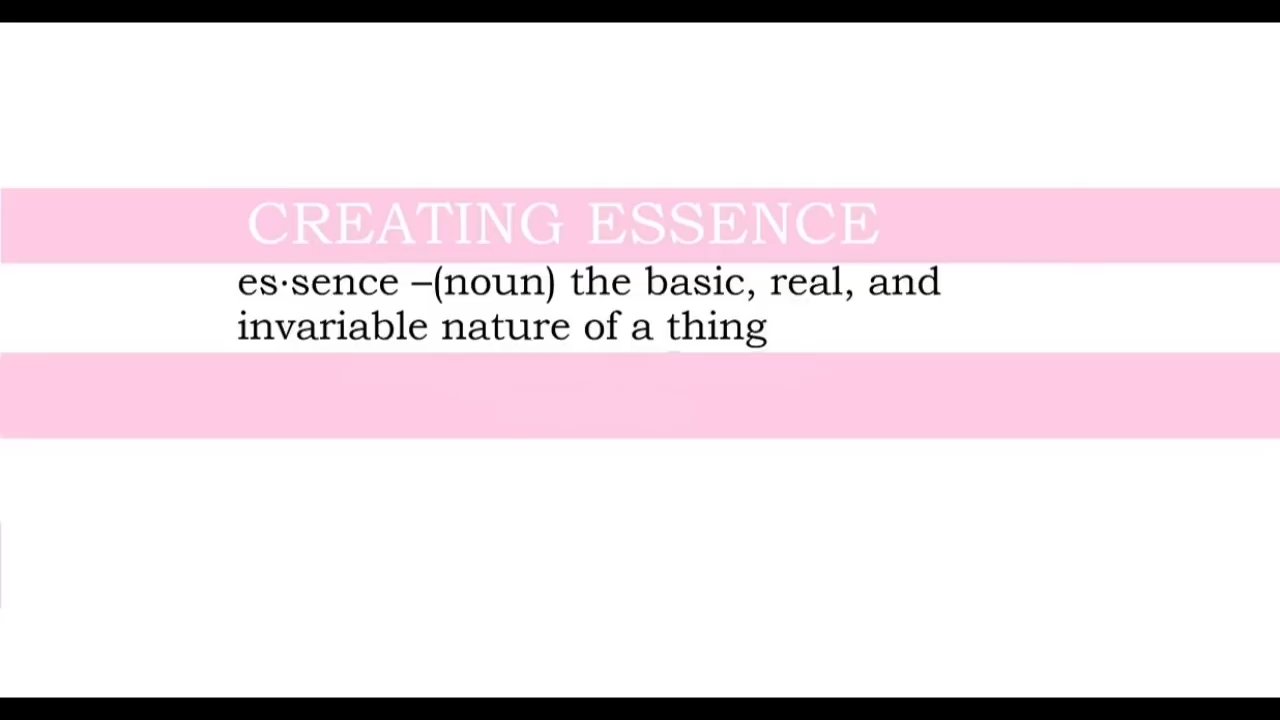 CREATING ESSENCE
es·sence –(noun) the basic, real, and
invariable nature of a thing